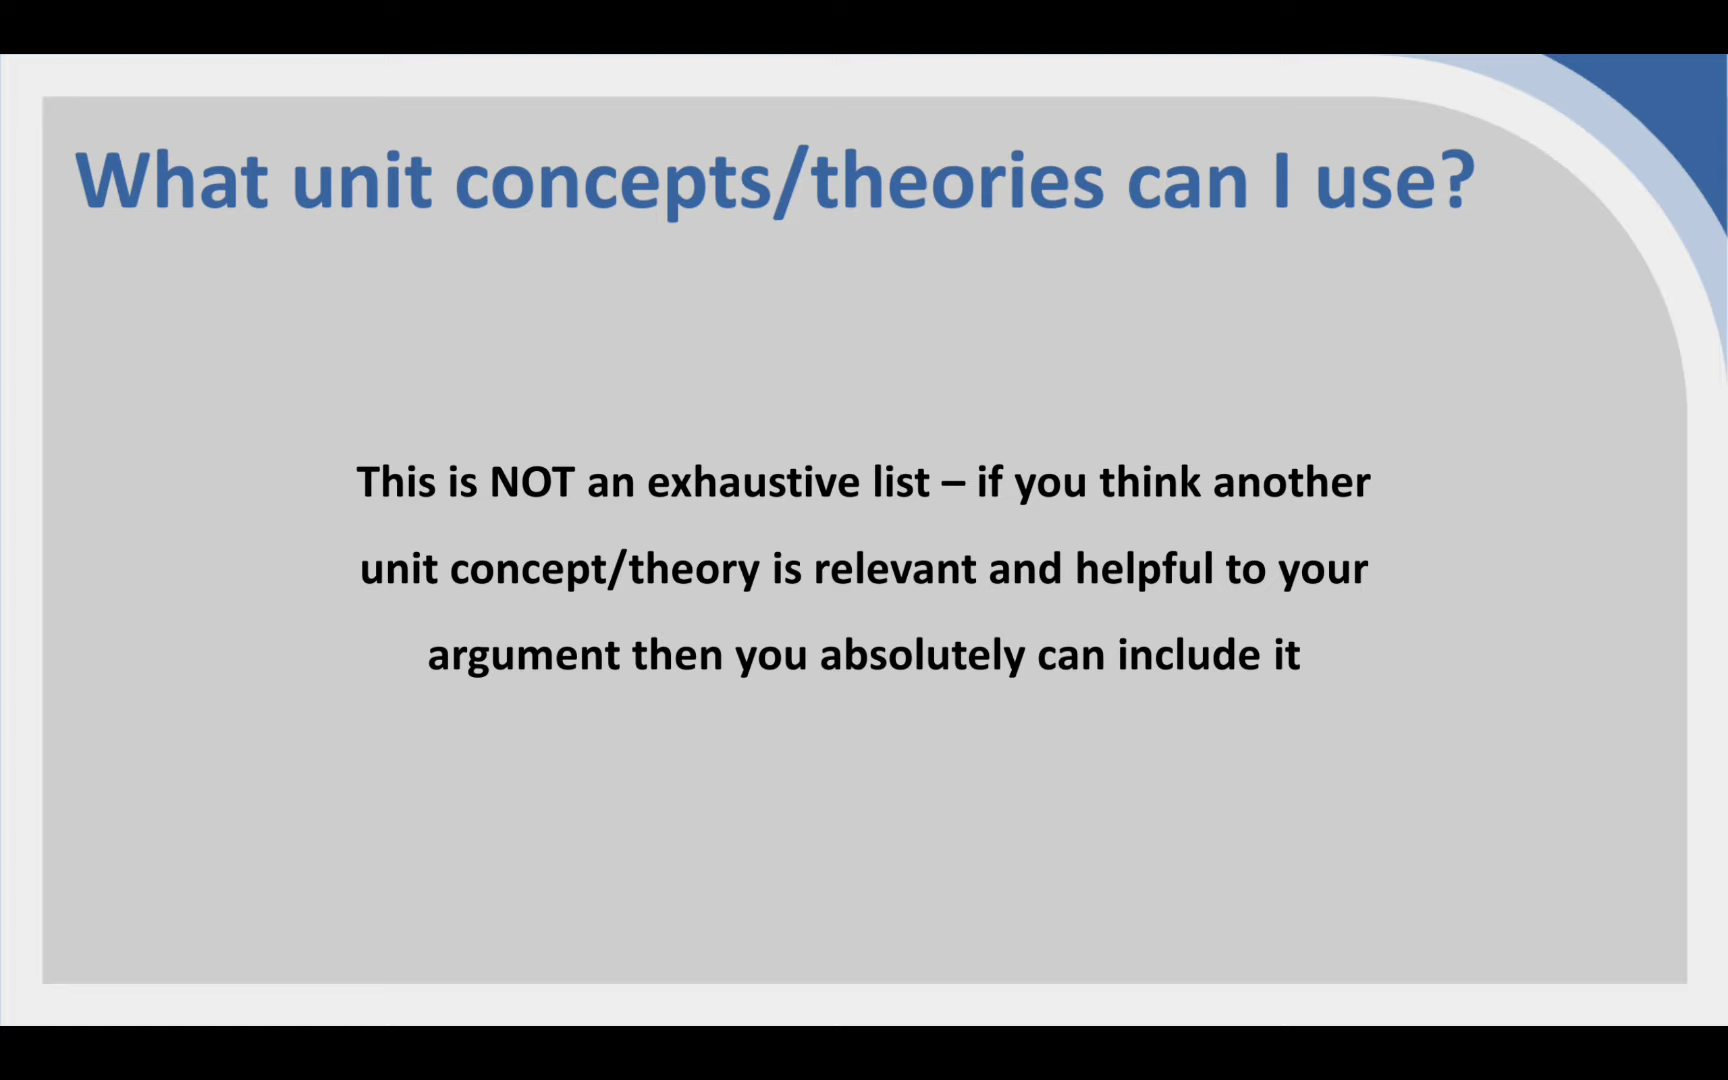 What unit concepts/theories can I use?
This is NOT an exhaustive list – if you think another
unit concept/theory is relevant and helpful to your
argument then you absolutely can include it